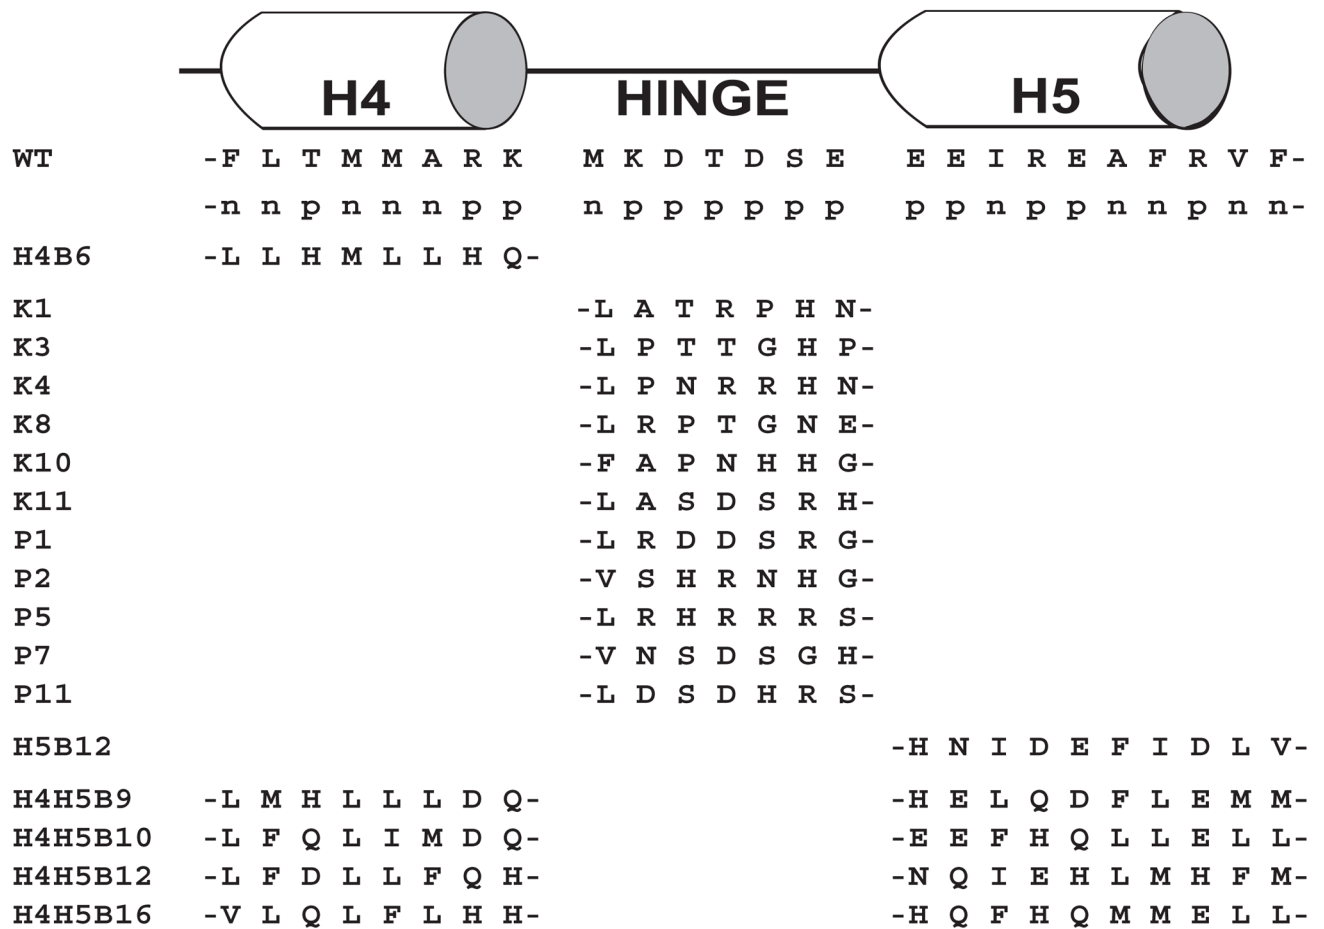 H4 HINGE H5
WT -F L T M M A R K M K D T D S E E E I R E A F R V F-
-n n p n n n p p n p p p p p p p p n p p n n p n n-
H4B6 -L L H M L L H Q-
K1 -L A T R P H N-
K3 -L P T T G H P-
K4 -L P N R R H N-
K8 -L R P T G N E-
K10 -F A P N H H G-
K11 -L A S D S R H-
P1 -L R D D S R G-
P2 -V S H R N H G-
P5 -L R H R R R S-
P7 -V N S D S G H-
P11 -L D S D H R S-
H5B12 -H N I D E F I D L V-
H4H5B9 -L M H L L L D Q- -H E L Q D F L E M M-
H4H5B10 -L F Q L I M D Q- -E E F H Q L L E L L-
H4H5B12 -L F D L L F Q H- -N Q I E H L M H F M-
H4H5B16 -V L Q L F L H H- -H Q F H Q M M E L L-